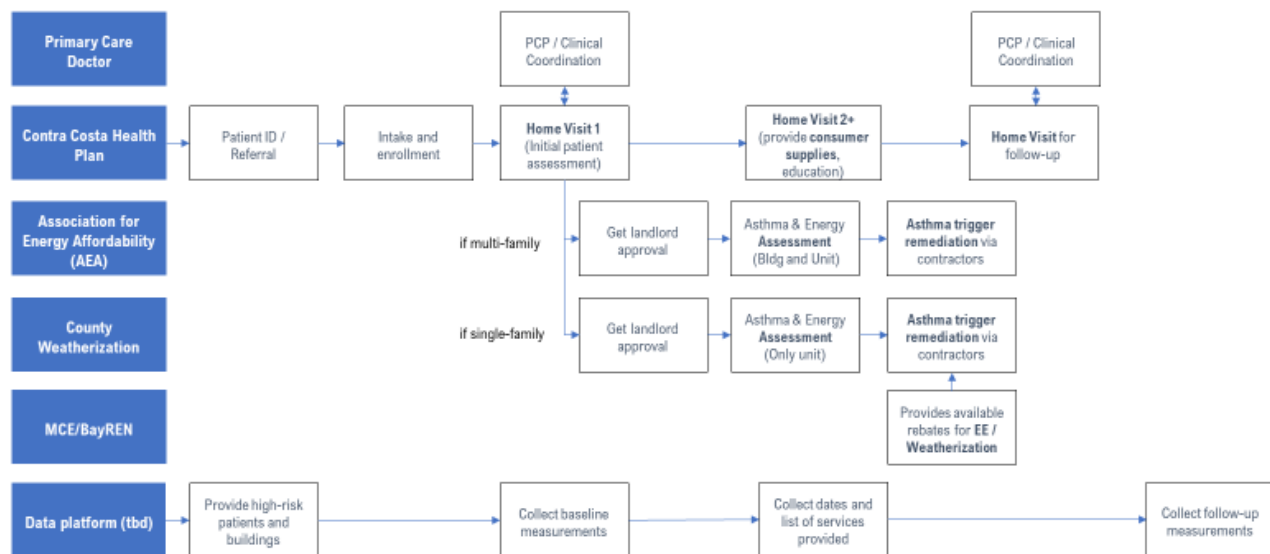 Primary Care
Doctor
PCP / Clinical
Coordination
PCP / Clinical
Coordination
Contra Costa Health
Plan
Patient ID /
Referral
Intake and
enrollment
Home Visit 1
(Initial patient
assessment)
Home Visit 2+
(provide consumer
supplies,
education)
Home Visit for
follow-up
Association for
Energy Affordability
(AEA)
if multi-family
Get landlord
approval
Asthma & Energy
Assessment
(Bldg and Unit)
Asthma trigger
remediation via
contractors
County
Weatherization
if single-family
Get landlord
approval
Asthma & Energy
Assessment
(Only unit)
Asthma trigger
remediation via
contractors
MCE/BayREN
Provides available
rebates for EE /
Weatherization
Data platform (tbd)
Provide high-risk
patients and
buildings
Collect baseline
measurements
Collect dates and
list of services
provided
Collect follow-up
measurements